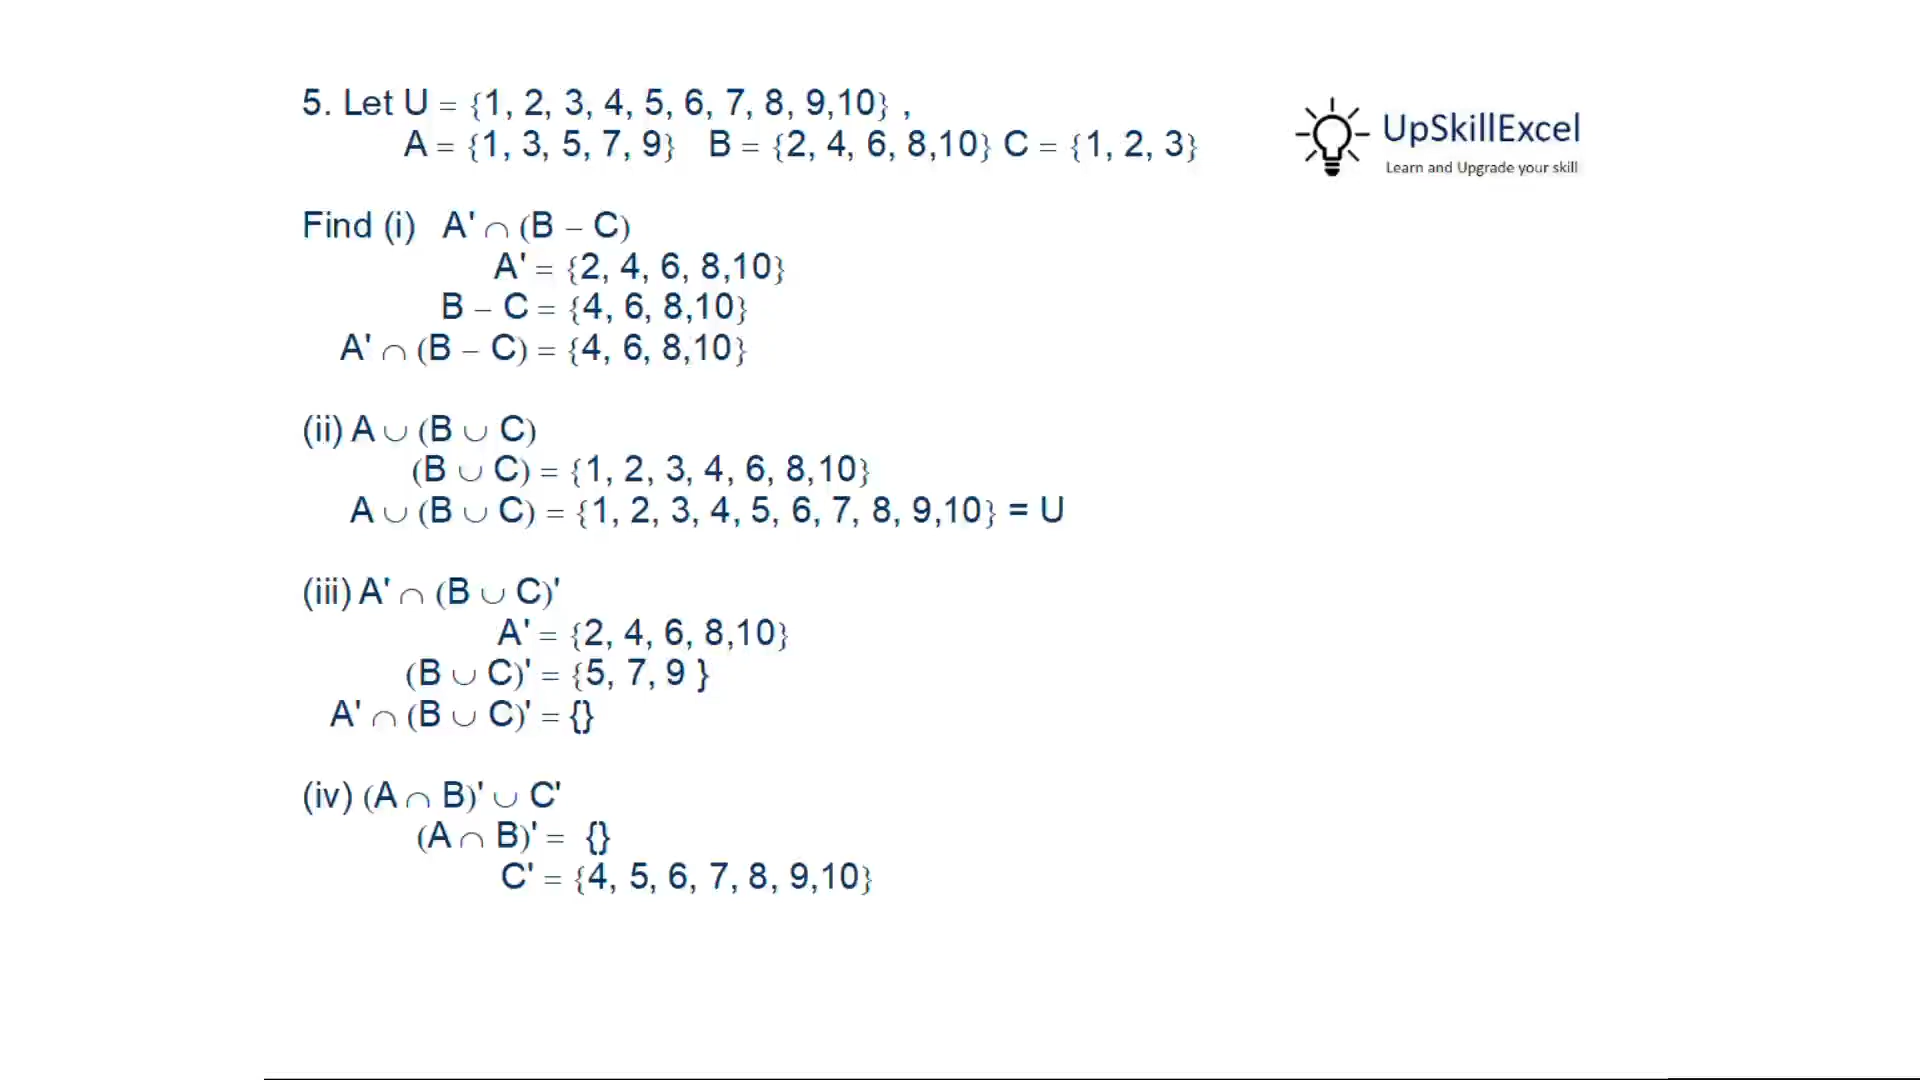 5. Let U = {1, 2, 3, 4, 5, 6, 7, 8, 9,10} ,
A = {1, 3, 5, 7, 9} B = {2, 4, 6, 8,10} C = {1, 2, 3}
UpSkillExcel
Learn and Upgrade your skill
Find (i) A' ∩ (B – C)
A' = {2, 4, 6, 8,10}
B – C = {4, 6, 8,10}
A' ∩ (B – C) = {4, 6, 8,10}
(ii) A ∪ (B ∪ C)
(B ∪ C) = {1, 2, 3, 4, 6, 8,10}
A ∪ (B ∪ C) = {1, 2, 3, 4, 5, 6, 7, 8, 9,10} = U
(iii) A' ∩ (B ∪ C)'
A' = {2, 4, 6, 8,10}
(B ∪ C)' = {5, 7, 9 }
A' ∩ (B ∪ C)' = {}
(iv) (A ∩ B)' ∪ C'
(A ∩ B)' = {}
C' = {4, 5, 6, 7, 8, 9,10}